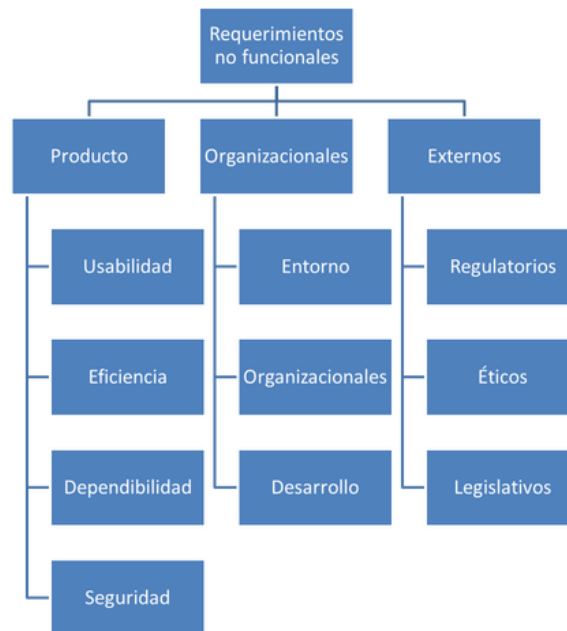 Requerimientos
no funcionales
Producto
Organizacionales
Externos
Usabilidad
Entorno
Regulatorios
Eficiencia
Organizacionales
Éticos
Dependibilidad
Desarrollo
Legislativos
Seguridad